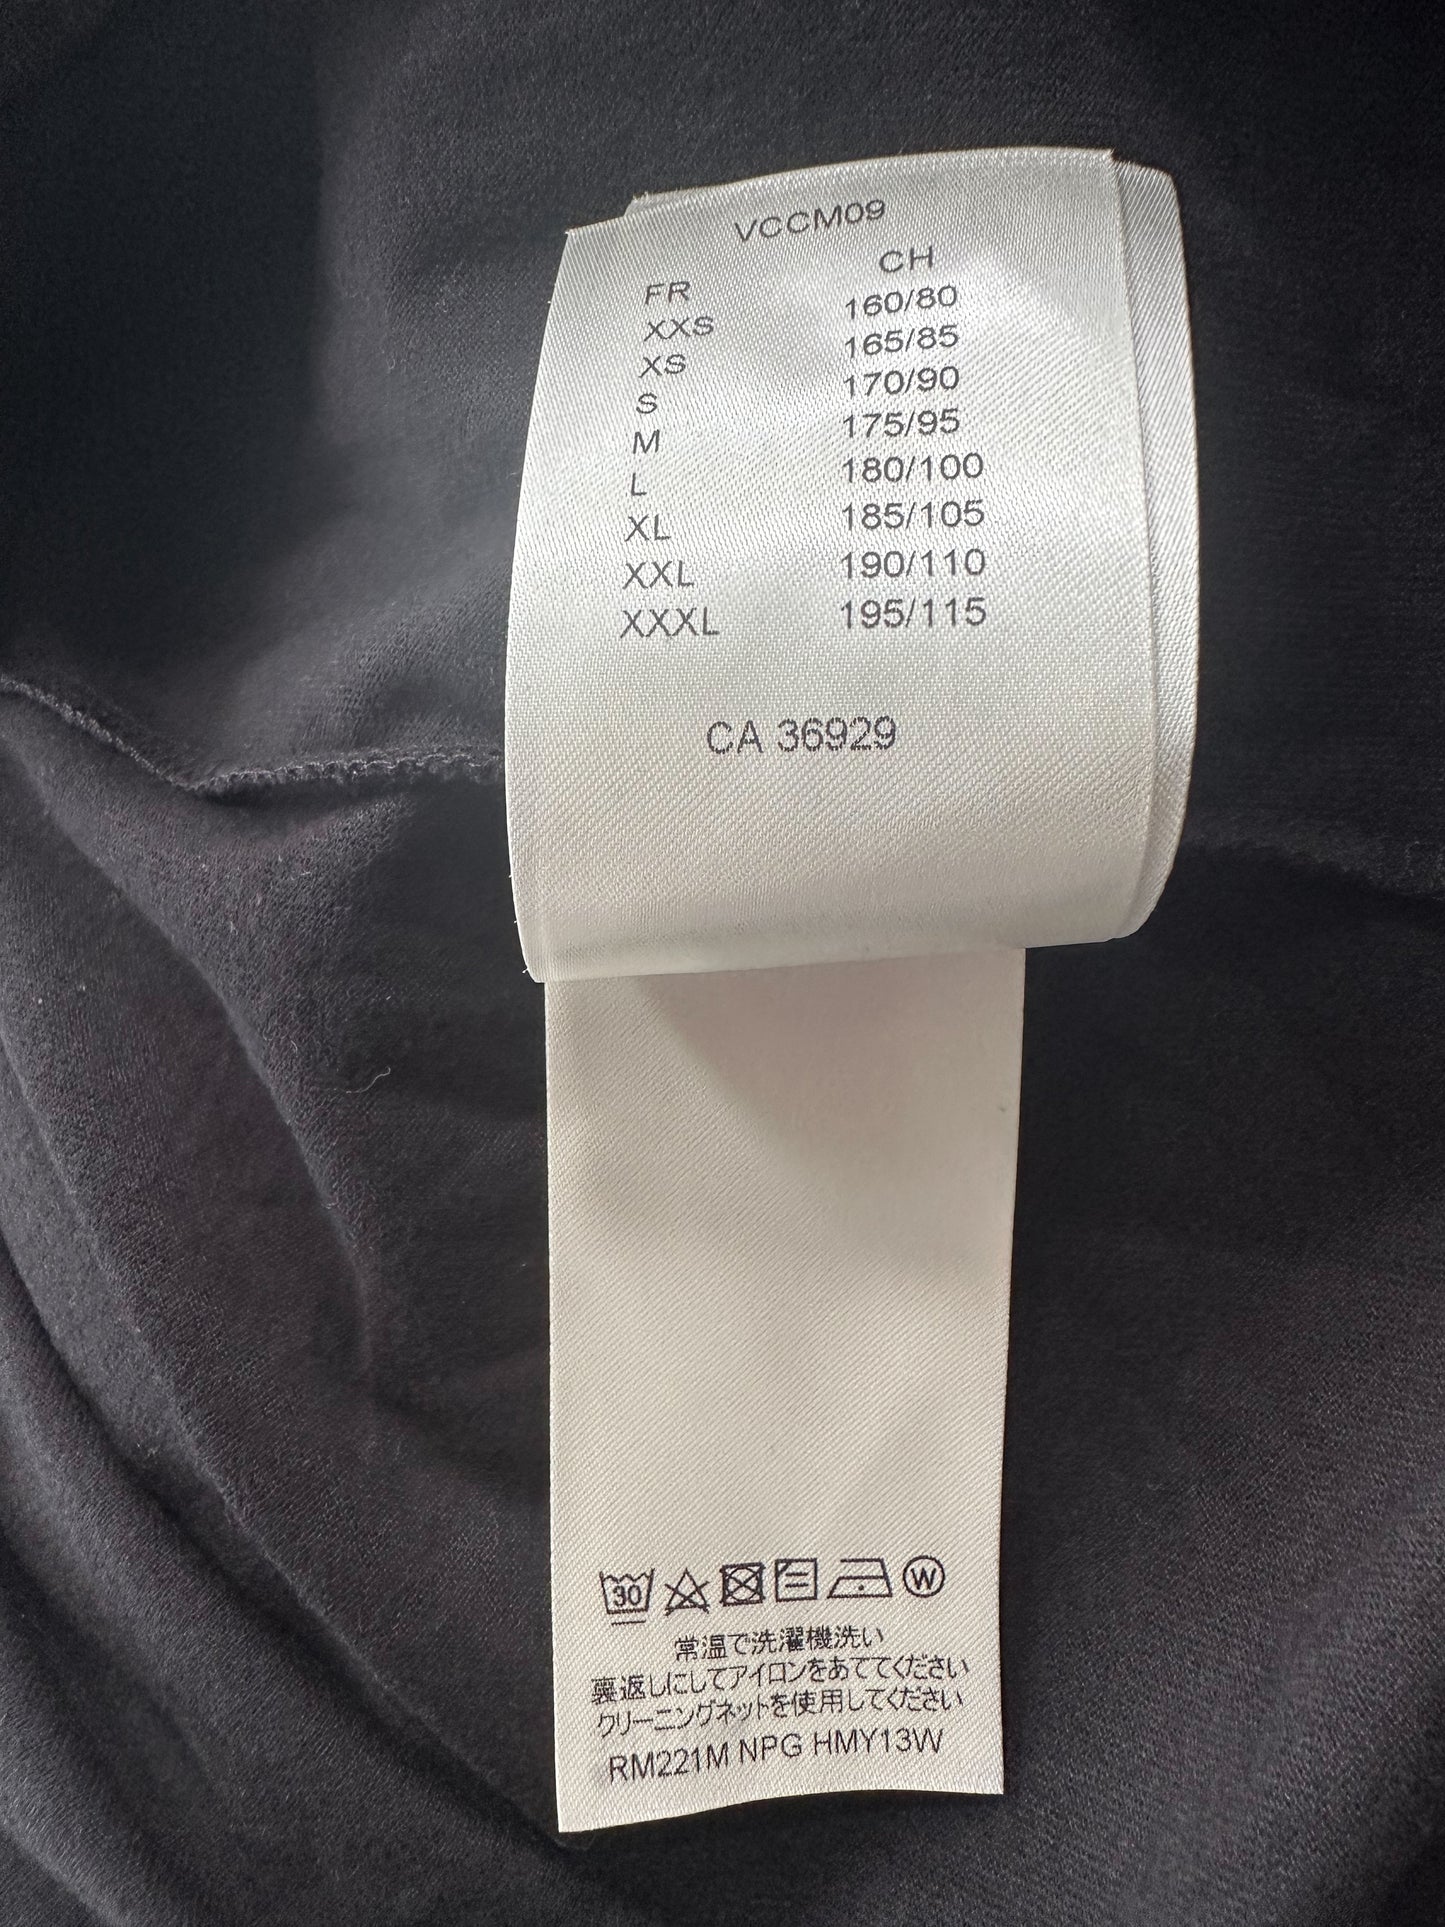 VCCM09
FR CH
XXS 160/80
XS 165/85
S 170/90
M 175/95
L 180/100
XL 185/105
XXL 190/110
XXXL 195/115
CA 36929
30 W
常温で洗濯機洗い
裏返しにしてアイロンをあててください
クリーニングネットを使用してください
RM221M NPG HMY13W